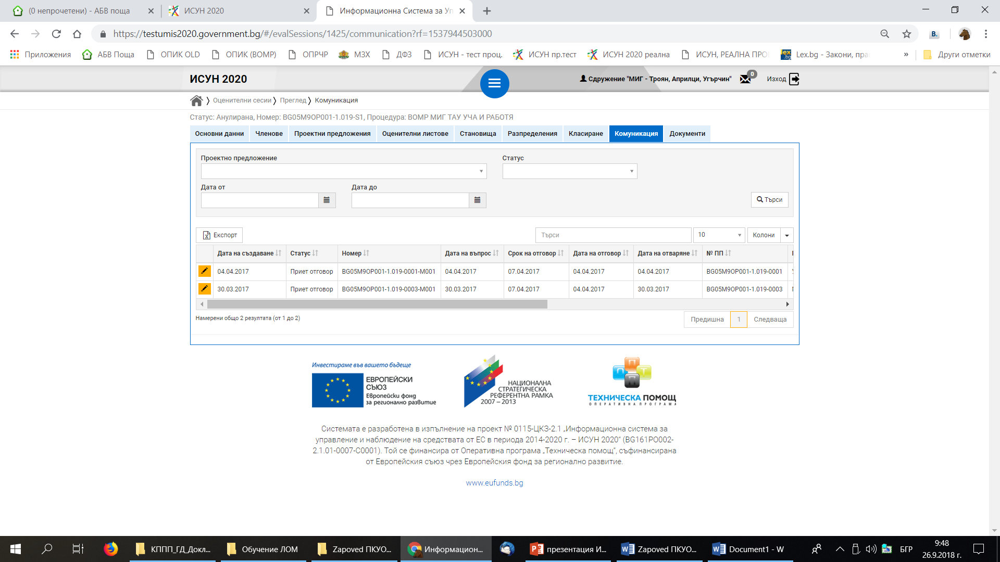 (0 непрочетени) - АБВ поща
ИСУН 2020
Информационна Система за Уп
https://testumis2020.government.bg/#/evalSessions/1425/communication?rf=1537944503000
B.
Приложения АБВ Поща ОПИК OLD ОПИК (ВОМР) ОПРЧР МЗХ ДФЗ ИСУН - тест проц. ИСУН пр.тест ИСУН 2020 реална ИСУН, РЕАЛНА ПРО Lex.bg - Закони, пра » Други отметки
ИСУН 2020
Сдружение "МИГ - Троян, Априлци, Угърчин" 0 Изход
Оценителни сесии Преглед Комуникация
Статус: Анулирана, Номер: BG05M9OP001-1.019-S1, Процедура: ВОМР МИГ ТАУ УЧА И РАБОТЯ
Основни данни Членове Проектни предложения Оценителни листове Становища Разпределения Класиране Комуникация Документи
Проектно предложение Статус
Дата от Дата до
Търси
Експорт Търси 10 Колони
Дата на създаване Статус Номер Дата на въпрос Срок на отговор Дата на отговор Дата на отваряне № ПП
04.04.2017 Приет отговор BG05M9OP001-1.019-0001-M001 04.04.2017 07.04.2017 04.04.2017 04.04.2017 BG05M9OP001-1.019-0001
30.03.2017 Приет отговор BG05M9OP001-1.019-0003-M001 30.03.2017 07.04.2017 04.04.2017 30.03.2017 BG05M9OP001-1.019-0003
Намерени общо 2 резултата (от 1 до 2)
Предишна 1 Следваща
Инвестираме във вашето бъдеще
ЕВРОПЕЙСКИ
СЪЮЗ
Европейски фонд
за регионално развитие
НАЦИОНАЛНА
СТРАТЕГИЧЕСКА
РЕФЕРЕНТНА РАМКА
2007 – 2013
П П Т П
ТЕХНИЧЕСКА ПОМОЩ
ОПЕРАТИВНА ПРОГРАМА
Системата е разработена в изпълнение на проект № 0115-ЦКЗ-2.1 „Информационна система за
управление и наблюдение на средствата от ЕС в периода 2014-2020 г. – ИСУН 2020“ (BG161PO002-
2.1.01-0007-C0001). Той се финансира от Оперативна програма „Техническа помощ“, съфинансирана
от Европейския съюз чрез Европейския фонд за регионално развитие.
www.eufunds.bg
КППП_ГД_Докл... Обучение ЛОМ Zapoved ПКУО... Информацион... презентация И... Zapoved ПКУО... Document1 - W БГР
9:48
26.9.2018 г.